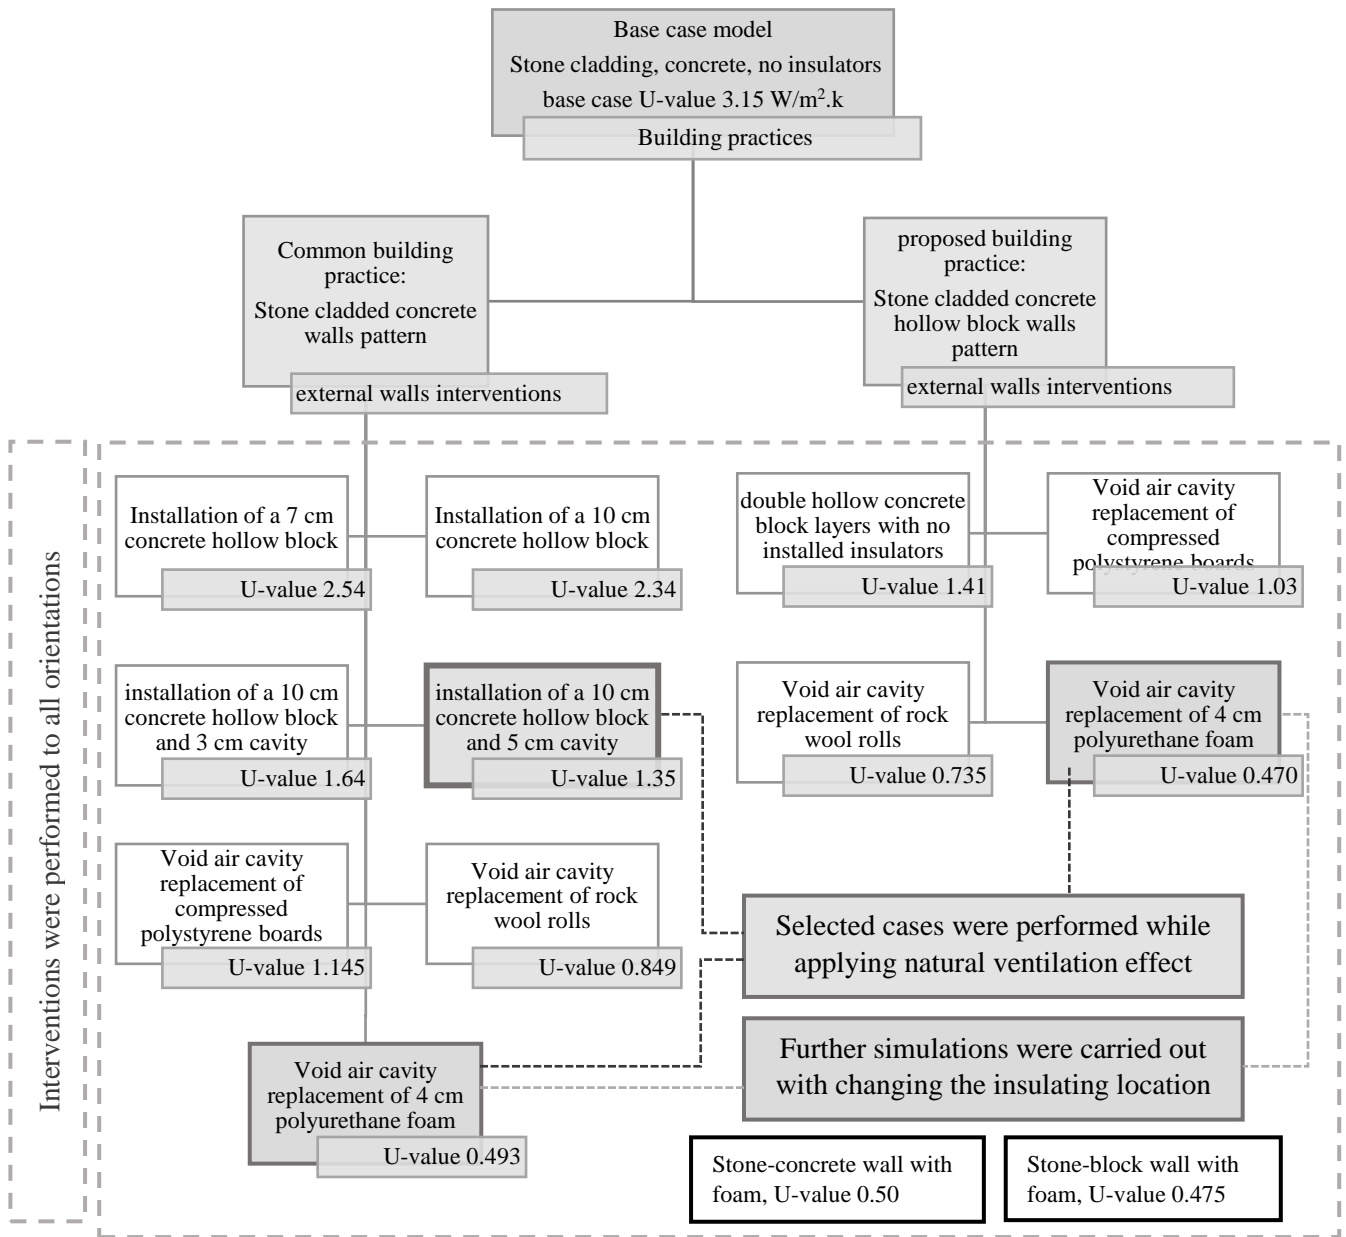 Base case model
Stone cladding, concrete, no insulators
base case U-value 3.15 W/m².k
Building practices
Common building
practice:
Stone cladded concrete
walls pattern
external walls interventions
proposed building
practice:
Stone cladded concrete
hollow block walls
pattern
external walls interventions
Interventions were performed to all orientations
Installation of a 7 cm
concrete hollow block
U-value 2.54
Installation of a 10 cm
concrete hollow block
U-value 2.34
double hollow concrete
block layers with no
installed insulators
U-value 1.41
Void air cavity
replacement of
compressed
polystyrene boards
U-value 1.03
installation of a 10 cm
concrete hollow block
and 3 cm cavity
U-value 1.64
installation of a 10 cm
concrete hollow block
and 5 cm cavity
U-value 1.35
Void air cavity
replacement of rock
wool rolls
U-value 0.735
Void air cavity
replacement of 4 cm
polyurethane foam
U-value 0.470
Void air cavity
replacement of
compressed
polystyrene boards
U-value 1.145
Void air cavity
replacement of rock
wool rolls
U-value 0.849
Selected cases were performed while
applying natural ventilation effect
Void air cavity
replacement of 4 cm
polyurethane foam
U-value 0.493
Further simulations were carried out
with changing the insulating location
Stone-concrete wall with
foam, U-value 0.50
Stone-block wall with
foam, U-value 0.475